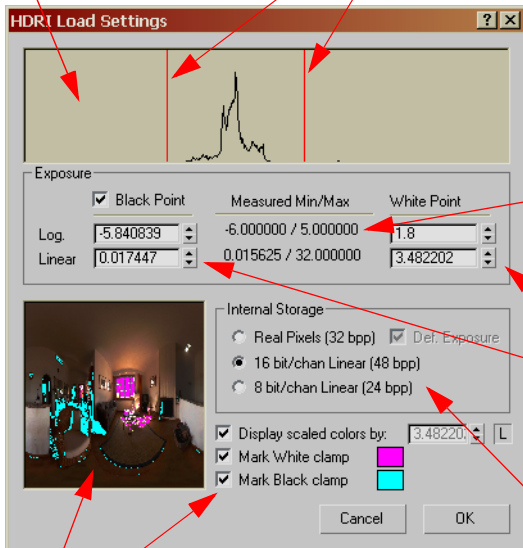 HDRI Load Settings
Exposure
Black Point Measured Min/Max White Point
Log. -5.840839 -6.000000 / 5.000000 1.8
Linear 0.017447 0.015625 / 32.000000 3.482202
Internal Storage
Real Pixels (32 bpp) Def. Exposure
16 bit/chan Linear (48 bpp)
8 bit/chan Linear (24 bpp)
Display scaled colors by: 3.48220 L
Mark White clamp
Mark Black clamp
Cancel OK